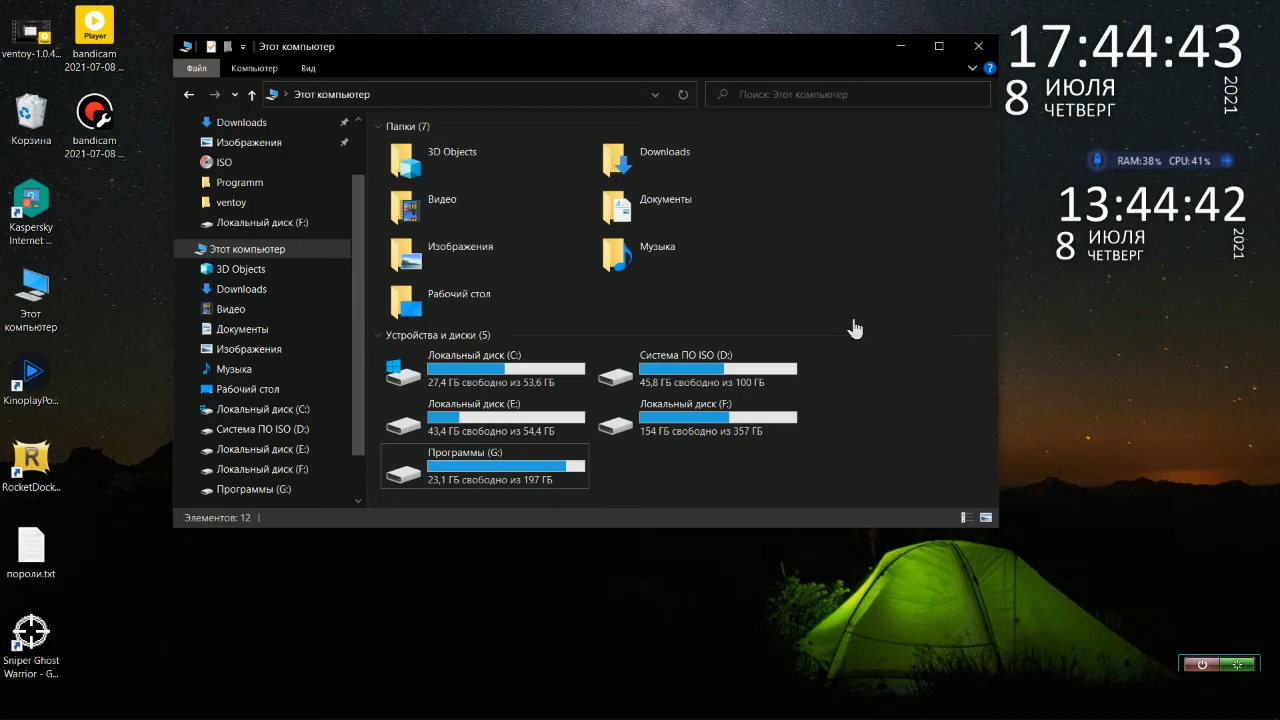 ventoy-1.0.4...
Player
bandicam
2021-07-08 ...
Корзина
bandicam
2021-07-08 ...
Kaspersky
Internet ...
Этот
компьютер
KinoplayPo...
R
RocketDock...
пороли.txt
Sniper Ghost
Warrior - G...
Этот компьютер
Файл
Компьютер
Вид
Этот компьютер
Поиск: Этот компьютер
Downloads
Изображения
ISO
Programm
ventoy
Локальный диск (F:)
Этот компьютер
3D Objects
Downloads
Видео
Документы
Изображения
Музыка
Рабочий стол
Локальный диск (C:)
Система ПО ISO (D:)
Локальный диск (E:)
Локальный диск (F:)
Программы (G:)
Папки (7)
3D Objects
Downloads
Видео
Документы
Изображения
Музыка
Рабочий стол
Устройства и диски (5)
Локальный диск (C:)
27,4 ГБ свободно из 53,6 ГБ
Система ПО ISO (D:)
45,8 ГБ свободно из 100 ГБ
Локальный диск (E:)
43,4 ГБ свободно из 54,4 ГБ
Локальный диск (F:)
154 ГБ свободно из 357 ГБ
Программы (G:)
23,1 ГБ свободно из 197 ГБ
Элементов: 12
17:44:43
8 ИЮЛЯ
ЧЕТВЕРГ
2021
RAM:38% CPU:41%
13:44:42
8 ИЮЛЯ
ЧЕТВЕРГ
2021